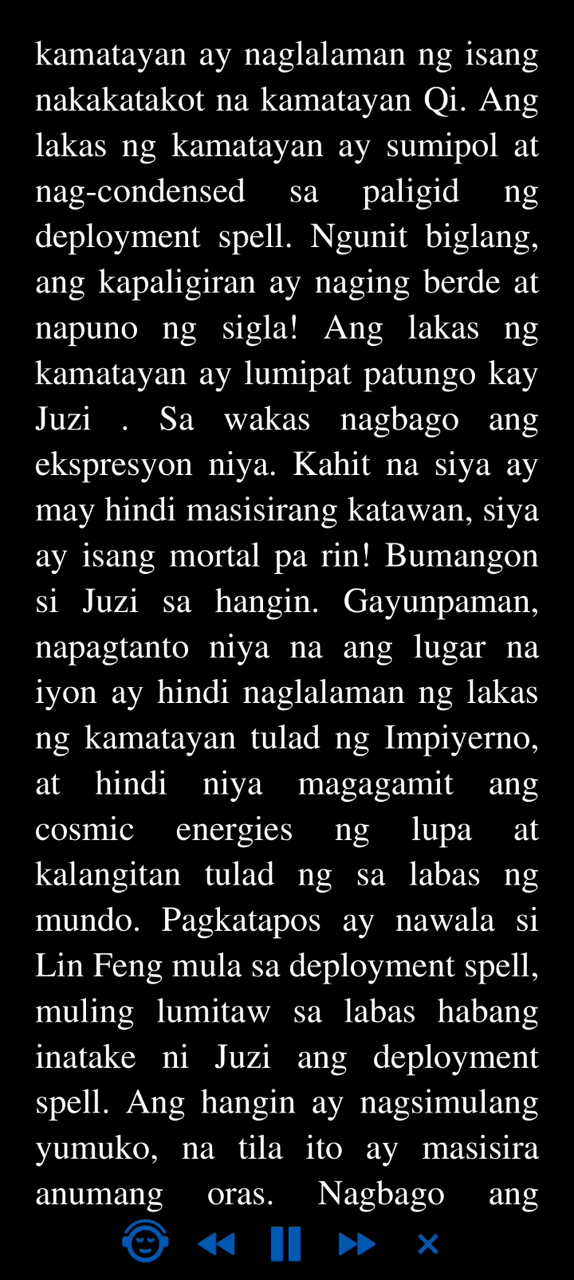 kamatayan ay naglalaman ng isang
nakakatakot na kamatayan Qi. Ang
lakas ng kamatayan ay sumipol at
nag-condensed sa paligid ng
deployment spell. Ngunit biglang,
ang kapaligiran ay naging berde at
napuno ng sigla! Ang lakas ng
kamatayan ay lumipat patungo kay
Juzi . Sa wakas nagbago ang
ekspresyon niya. Kahit na siya ay
may hindi masisirang katawan, siya
ay isang mortal pa rin! Bumangon
si Juzi sa hangin. Gayunpaman,
napagtanto niya na ang lugar na
iyon ay hindi naglalaman ng lakas
ng kamatayan tulad ng Impiyerno,
at hindi niya magagamit ang
cosmic energies ng lupa at
kalangitan tulad ng sa labas ng
mundo. Pagkatapos ay nawala si
Lin Feng mula sa deployment spell,
muling lumitaw sa labas habang
inatake ni Juzi ang deployment
spell. Ang hangin ay nagsimulang
yumuko, na tila ito ay masisira
anumang oras. Nagbago ang